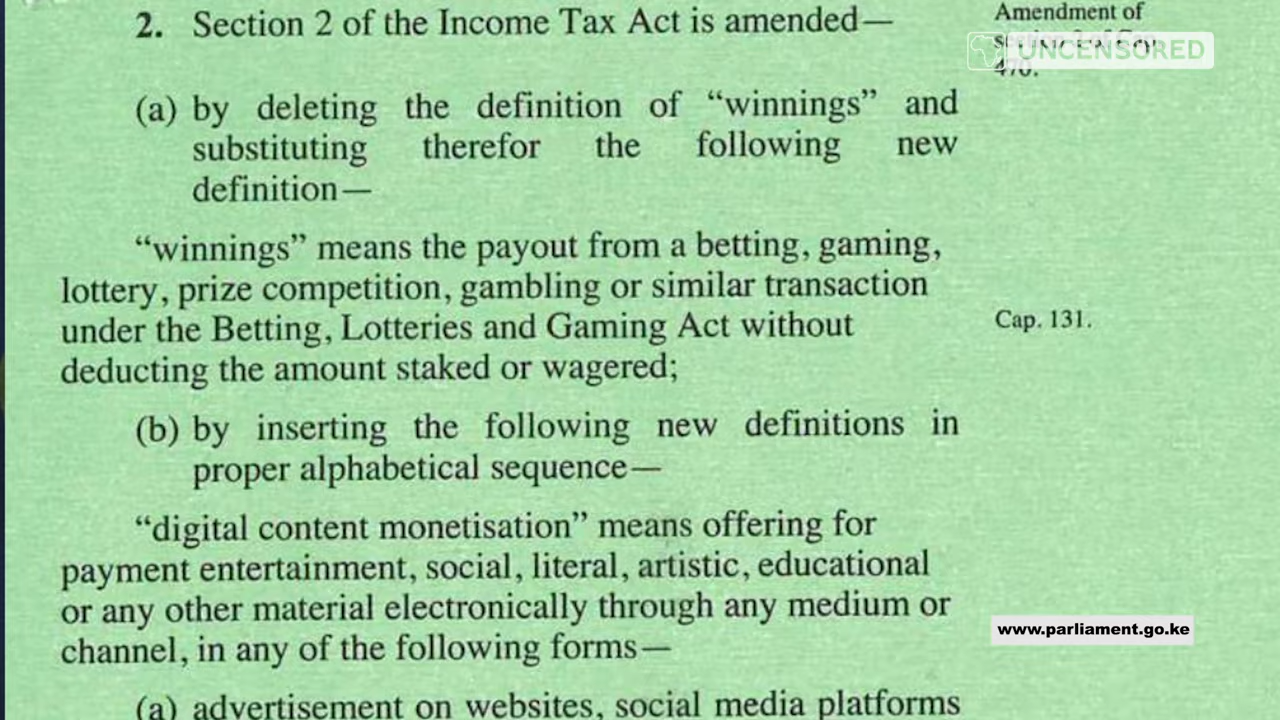 2. Section 2 of the Income Tax Act is amended—
Amendment of
section 2 of Cap
470.
UNCENSORED
(a) by deleting the definition of “winnings” and
substituting therefor the following new
definition—
“winnings” means the payout from a betting, gaming,
lottery, prize competition, gambling or similar transaction
under the Betting, Lotteries and Gaming Act without
deducting the amount staked or wagered;
Cap. 131.
(b) by inserting the following new definitions in
proper alphabetical sequence—
“digital content monetisation” means offering for
payment entertainment, social, literal, artistic, educational
or any other material electronically through any medium or
channel, in any of the following forms—
www.parliament.go.ke
(a) advertisement on websites, social media platforms